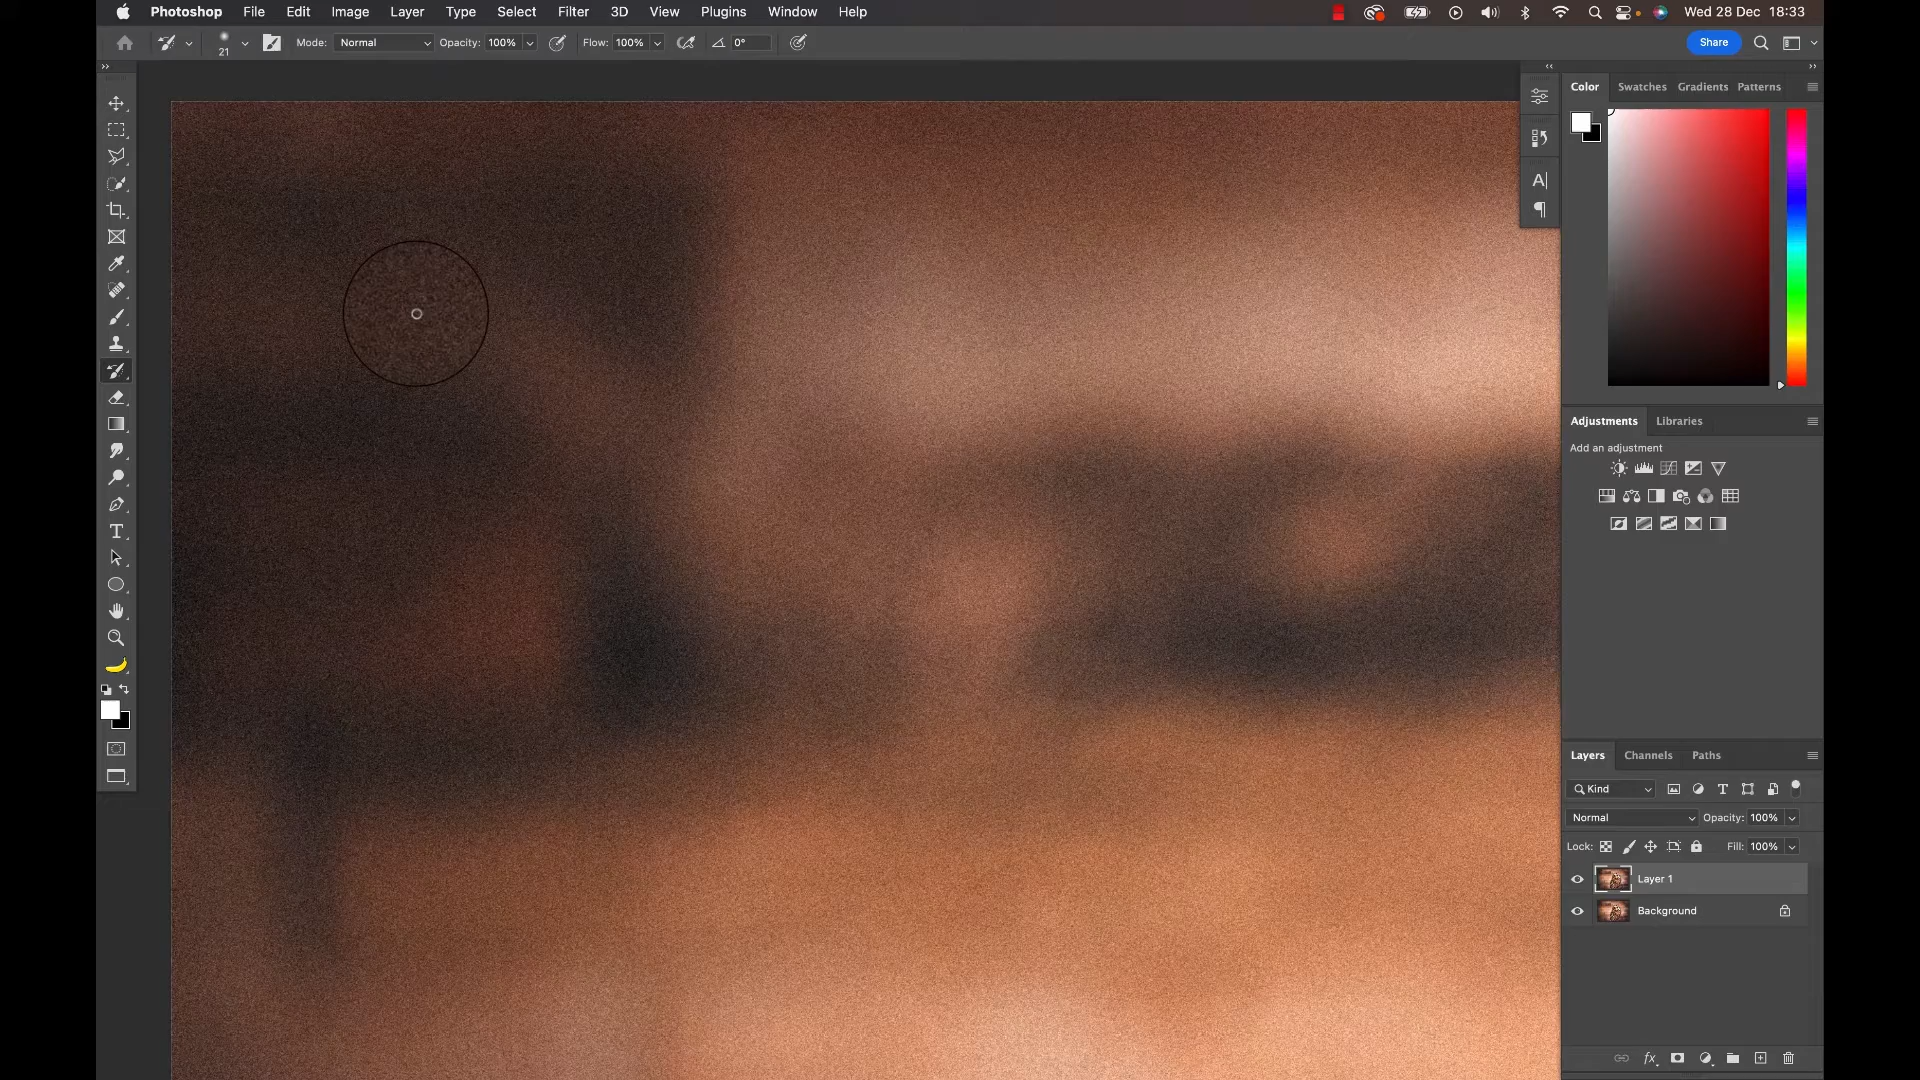 Photoshop File Edit Image Layer Type Select Filter 3D View Plugins Window Help Wed 28 Dec 18:33
21 Mode: Normal Opacity: 100% Flow: 100% 0° Share
Color Swatches Gradients Patterns
A
T
Adjustments Libraries
Add an adjustment
Layers Channels Paths
Kind T
Normal Opacity: 100%
Lock: Fill: 100%
Layer 1
Background
fx